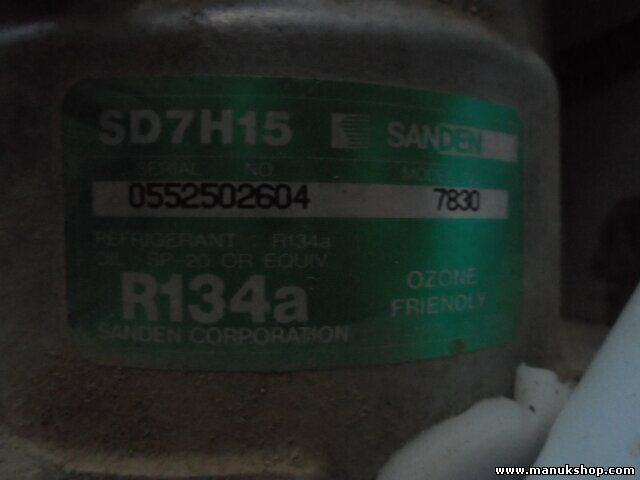 SD7H15 SANDEN
SERIAL NO. MODEL
0552502604 7830
REFRIGERANT : R134a
OIL : SP-20 OR EQUIV
R134a
OZONE
FRIENDLY
SANDEN CORPORATION
www.manukshop.com